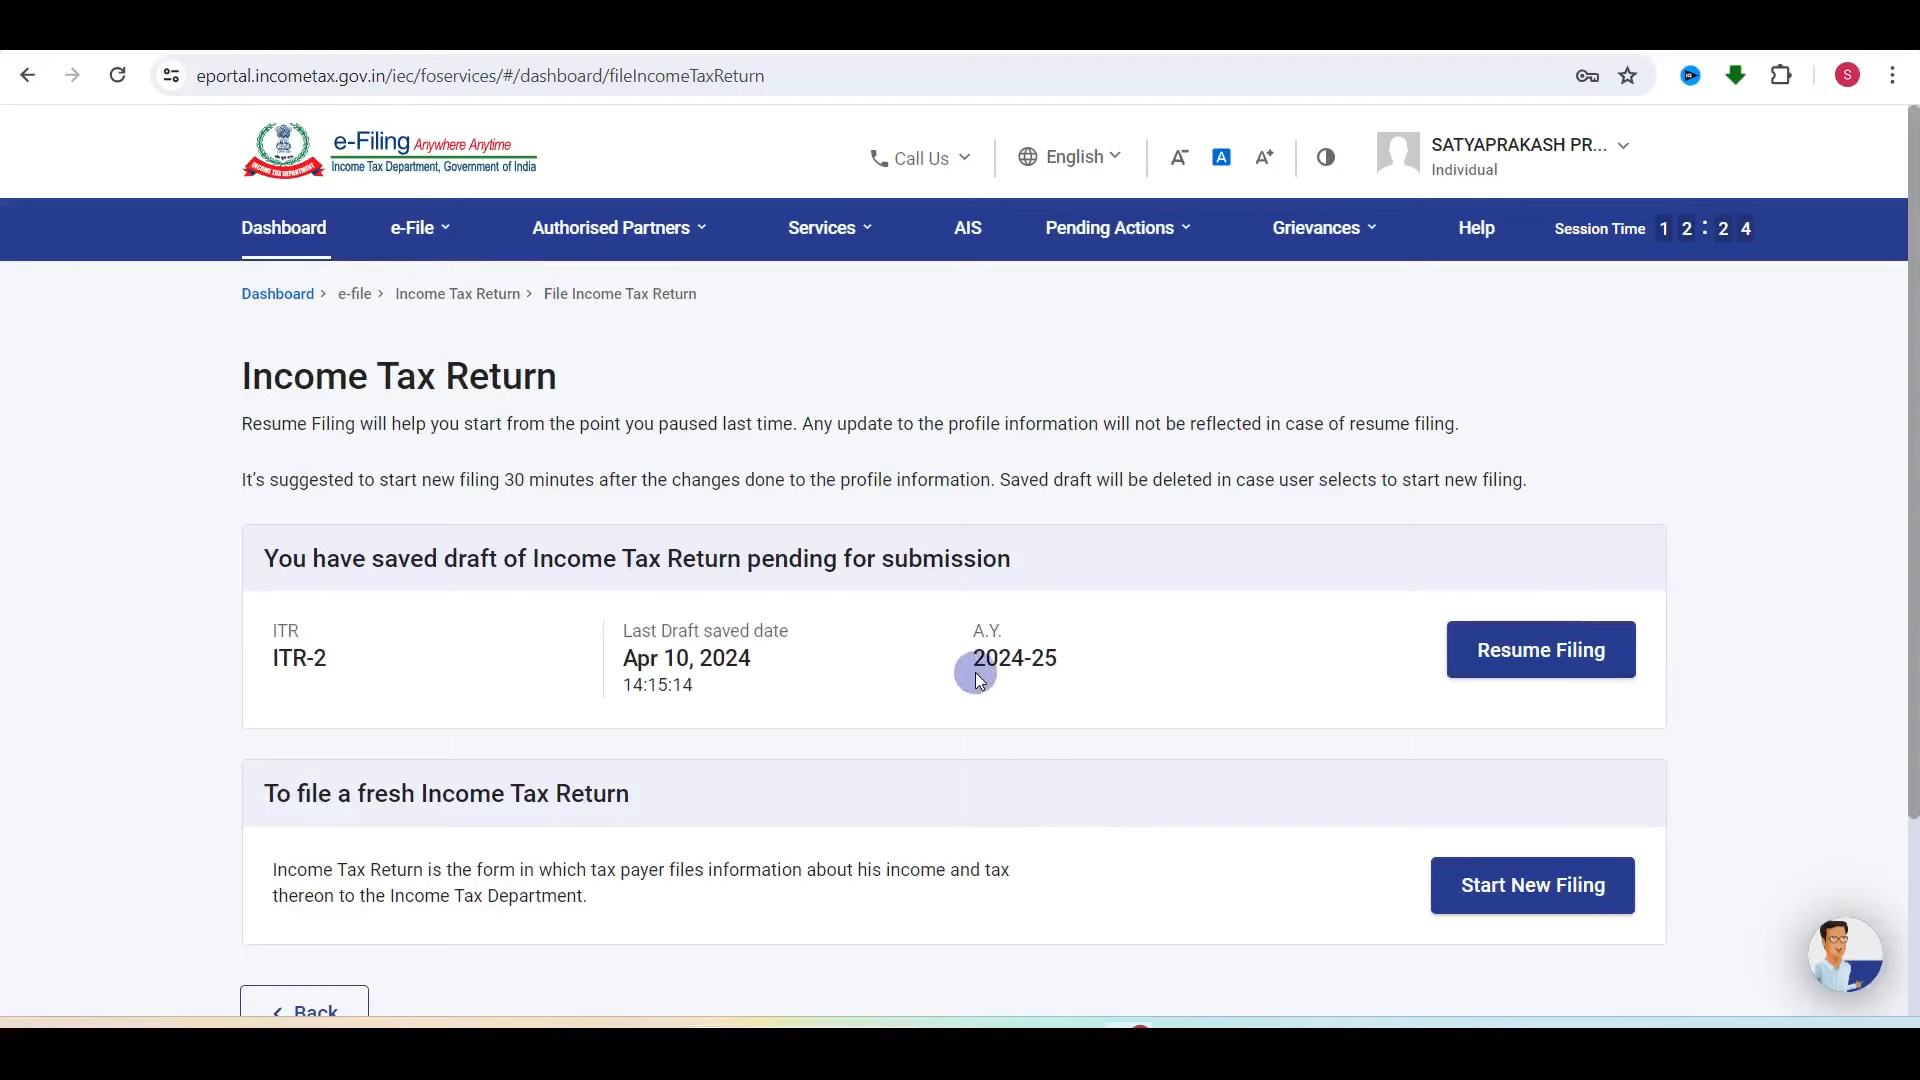 eportal.incometax.gov.in/iec/foservices/#/dashboard/fileIncomeTaxReturn
S
e-Filing Anywhere Anytime
Income Tax Department, Government of India
INCOME TAX DEPARTMENT
Call Us
English
A-
A
A+
SATYAPRAKASH PR...
Individual
Dashboard e-File Authorised Partners Services AIS Pending Actions Grievances Help Session Time 1 2 : 2 4
Dashboard > e-file > Income Tax Return > File Income Tax Return
Income Tax Return
Resume Filing will help you start from the point you paused last time. Any update to the profile information will not be reflected in case of resume filing.
It’s suggested to start new filing 30 minutes after the changes done to the profile information. Saved draft will be deleted in case user selects to start new filing.
You have saved draft of Income Tax Return pending for submission
ITR
ITR-2
Last Draft saved date
Apr 10, 2024
14:15:14
A.Y.
2024-25
Resume Filing
To file a fresh Income Tax Return
Income Tax Return is the form in which tax payer files information about his income and tax
thereon to the Income Tax Department.
Start New Filing
< Back